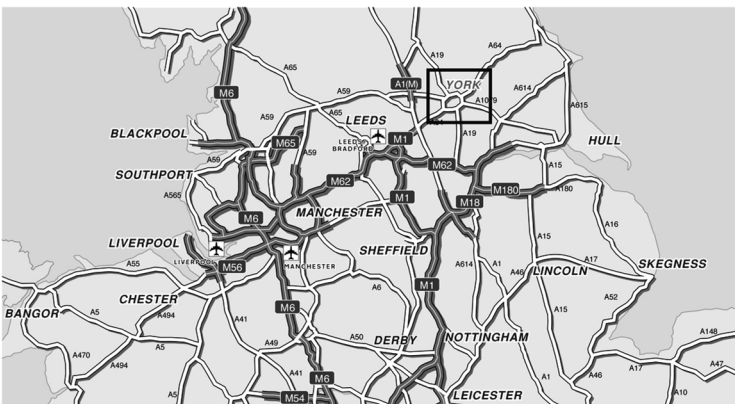 A19
A64
A65
YORK
A1(M)
M6
A59
A1079
A614
A615
A65
A59
LEEDS
BLACKPOOL
A19
M65
LEEDS
BRADFORD
M1
HULL
A59
A59
M62
A15
SOUTHPORT
M62
M180
A180
A565
M1
M18
M6
MANCHESTER
A16
LIVERPOOL
A15
SHEFFIELD
LIVERPOOL
MANCHESTER
M56
A55
A614
A1
A17
SKEGNESS
A46
LINCOLN
A6
M1
CHESTER
A52
BANGOR
A5
A494
M6
A15
A41
A148
A50
DERBY
NOTTINGHAM
A49
A5
A470
A494
A17
A47
A41
M6
A1
A46
A5
M54
LEICESTER
A10